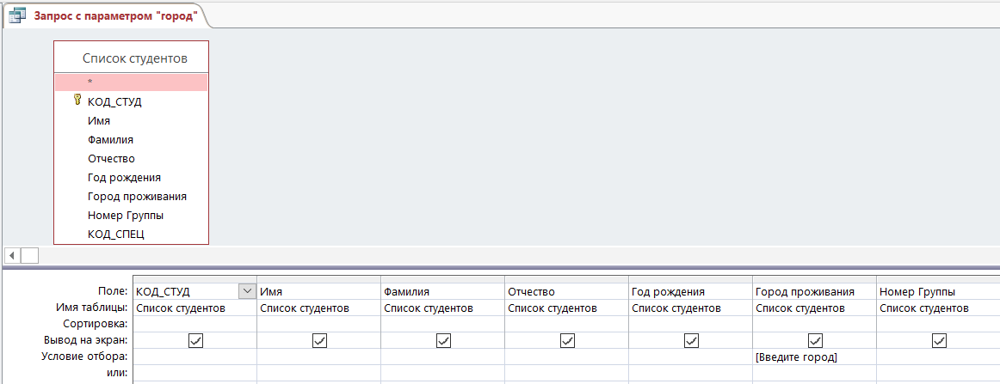 Запрос с параметром "город"
Список студентов
*
КОД_СТУД
Имя
Фамилия
Отчество
Год рождения
Город проживания
Номер Группы
КОД_СПЕЦ
Поле: КОД_СТУД Имя Фамилия Отчество Год рождения Город проживания Номер Группы
Имя таблицы: Список студентов Список студентов Список студентов Список студентов Список студентов Список студентов Список студентов
Сортировка:
Вывод на экран:
Условие отбора: [Введите город]
или: